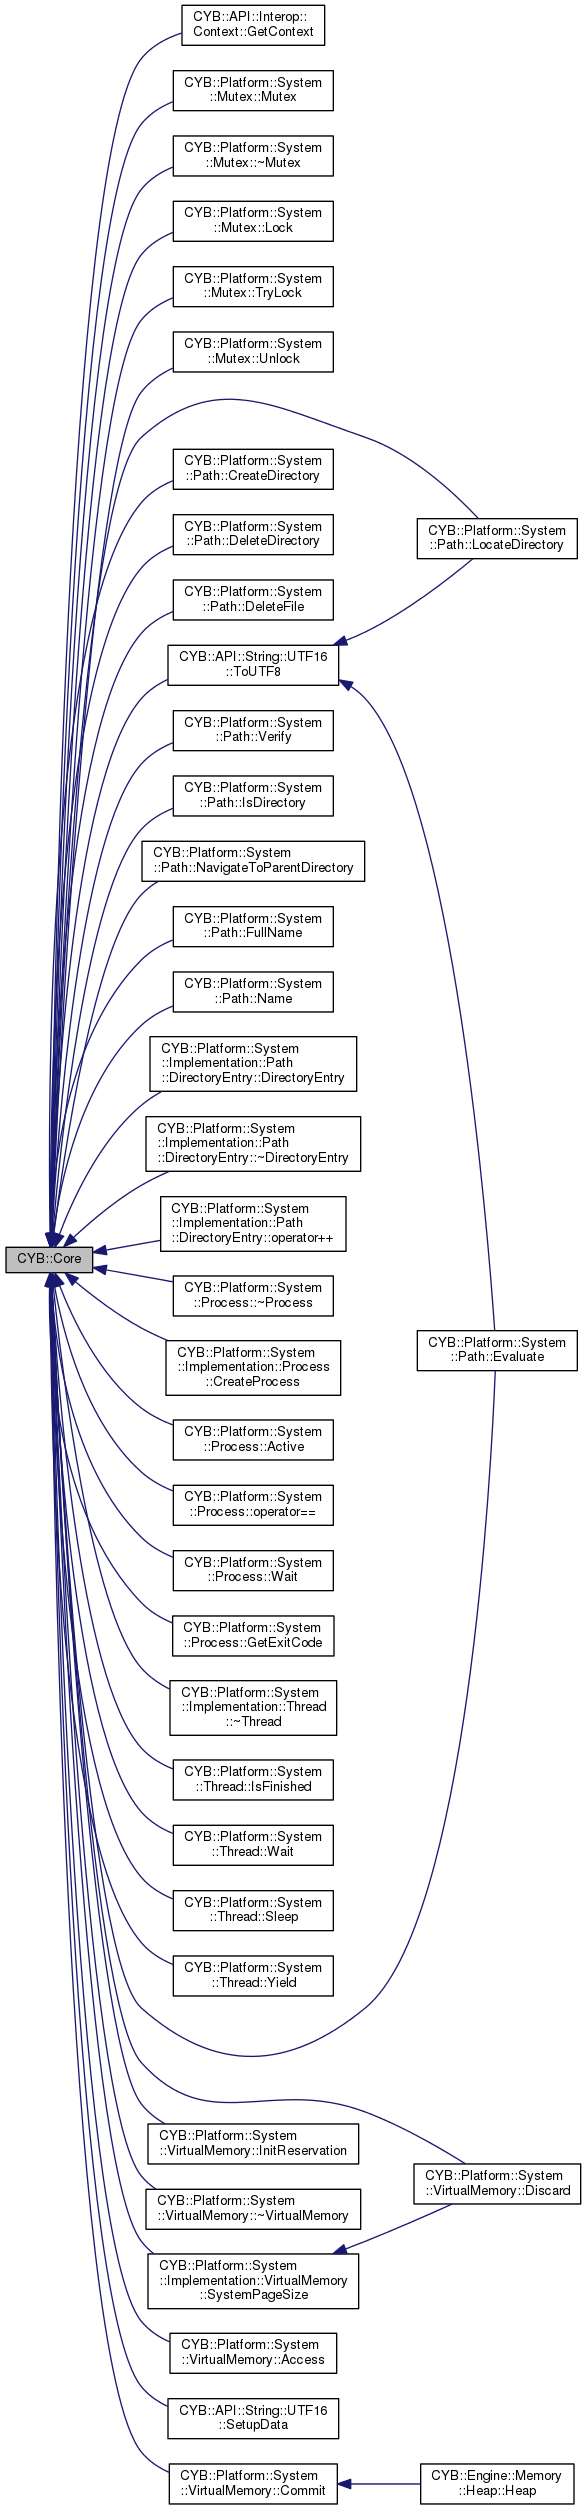 CYB::API::Interop::
Context::GetContext
CYB::Platform::System
::Mutex::Mutex
CYB::Platform::System
::Mutex::~Mutex
CYB::Platform::System
::Mutex::Lock
CYB::Platform::System
::Mutex::TryLock
CYB::Platform::System
::Mutex::Unlock
CYB::Platform::System
::Path::CreateDirectory
CYB::Platform::System
::Path::LocateDirectory
CYB::Platform::System
::Path::DeleteDirectory
CYB::Platform::System
::Path::DeleteFile
CYB::API::String::UTF16
::ToUTF8
CYB::Platform::System
::Path::Verify
CYB::Platform::System
::Path::IsDirectory
CYB::Platform::System
::Path::NavigateToParentDirectory
CYB::Platform::System
::Path::FullName
CYB::Platform::System
::Path::Name
CYB::Platform::System
::Implementation::Path
::DirectoryEntry::DirectoryEntry
CYB::Platform::System
::Implementation::Path
::DirectoryEntry::~DirectoryEntry
CYB::Platform::System
::Implementation::Path
::DirectoryEntry::operator++
CYB::Core
CYB::Platform::System
::Process::~Process
CYB::Platform::System
::Implementation::Process
::CreateProcess
CYB::Platform::System
::Path::Evaluate
CYB::Platform::System
::Process::Active
CYB::Platform::System
::Process::operator==
CYB::Platform::System
::Process::Wait
CYB::Platform::System
::Process::GetExitCode
CYB::Platform::System
::Implementation::Thread
::~Thread
CYB::Platform::System
::Thread::IsFinished
CYB::Platform::System
::Thread::Wait
CYB::Platform::System
::Thread::Sleep
CYB::Platform::System
::Thread::Yield
CYB::Platform::System
::VirtualMemory::InitReservation
CYB::Platform::System
::VirtualMemory::Discard
CYB::Platform::System
::VirtualMemory::~VirtualMemory
CYB::Platform::System
::Implementation::VirtualMemory
::SystemPageSize
CYB::Platform::System
::VirtualMemory::Access
CYB::API::String::UTF16
::SetupData
CYB::Platform::System
::VirtualMemory::Commit
CYB::Engine::Memory
::Heap::Heap